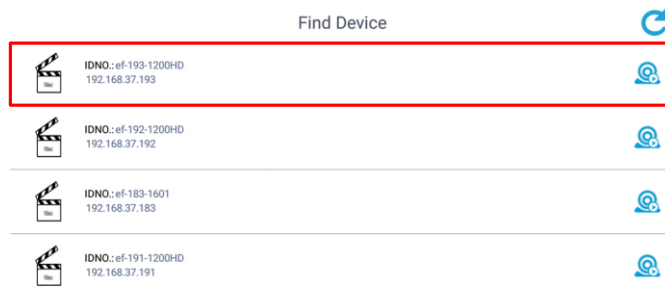 Find Device
IDNO.: ef-193-1200HD
192.168.37.193
IDNO.: ef-192-1200HD
192.168.37.192
IDNO.: ef-183-1601
192.168.37.183
IDNO.: ef-191-1200HD
192.168.37.191